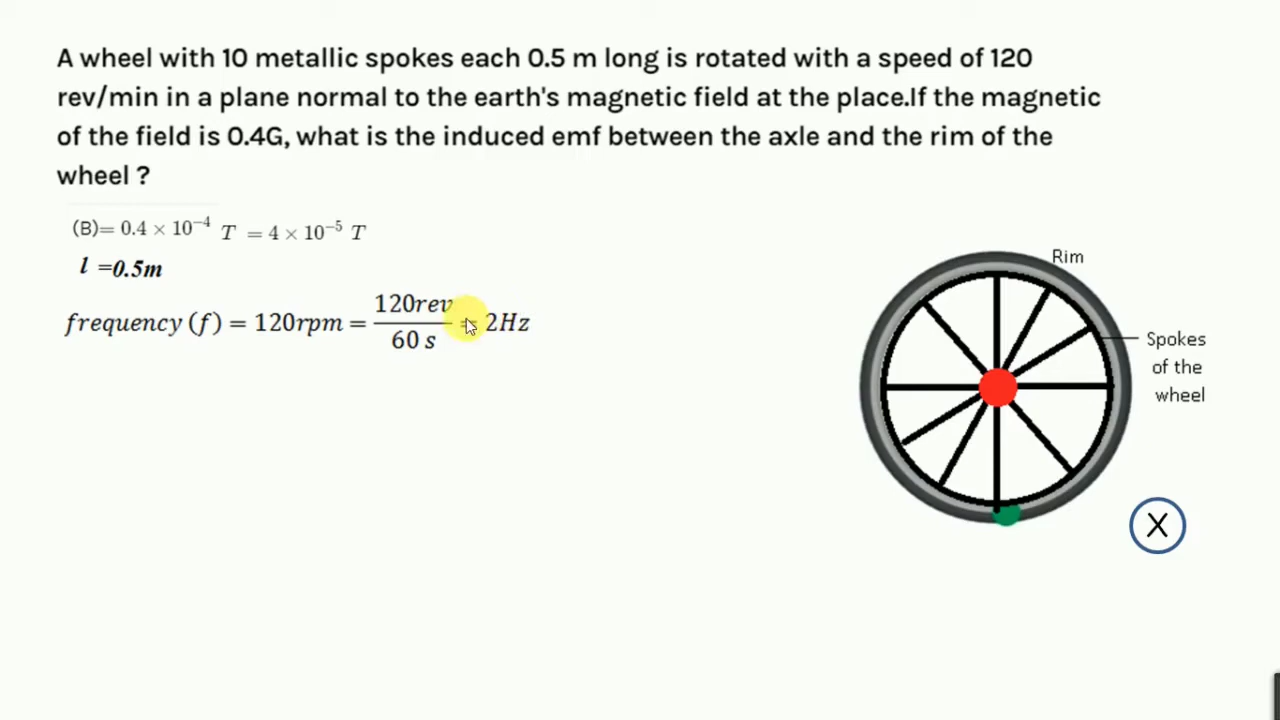 A wheel with 10 metallic spokes each 0.5 m long is rotated with a speed of 120
rev/min in a plane normal to the earth's magnetic field at the place.If the magnetic
of the field is 0.4G, what is the induced emf between the axle and the rim of the
wheel ?
(B)= 0.4 × 10⁻⁴ T = 4 × 10⁻⁵ T
l =0.5m
frequency (f) = 120rpm = 120rev/60 s = 2Hz
Rim
Spokes
of the
wheel
X